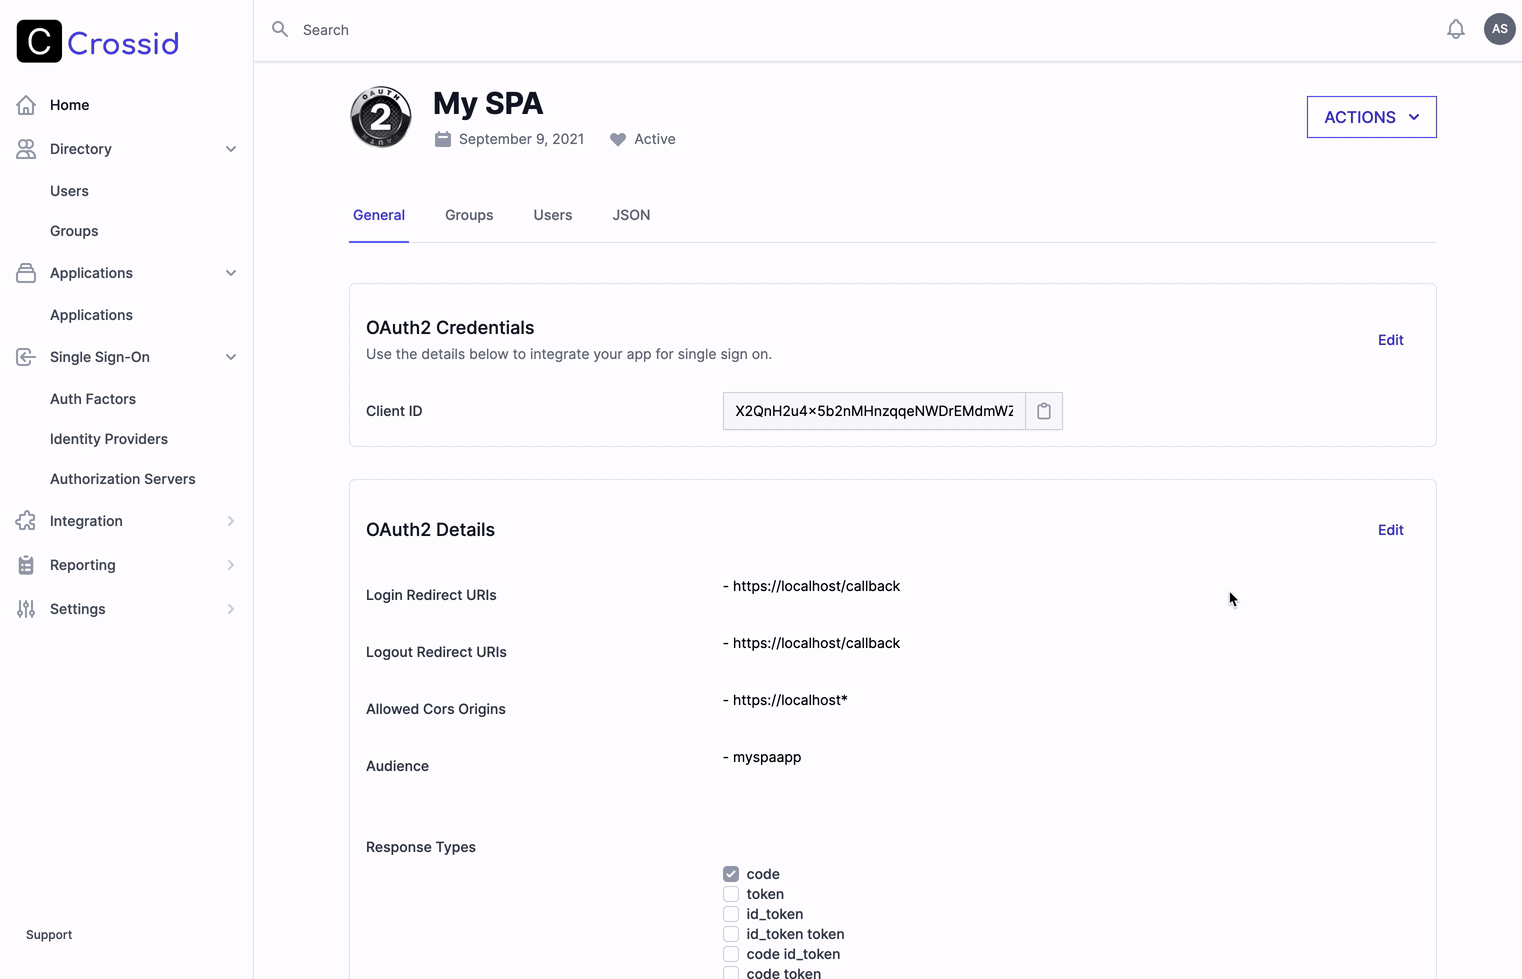 C Crossid
Search
AS
Home
Directory
Users
Groups
Applications
Applications
Single Sign-On
Auth Factors
Identity Providers
Authorization Servers
Integration
Reporting
Settings
Support
OAUTH
2
My SPA
September 9, 2021 Active
ACTIONS
General Groups Users JSON
OAuth2 Credentials
Use the details below to integrate your app for single sign on.
Edit
Client ID X2QnH2u4x5b2nMHnzqqeNWDrEMdmWZ
OAuth2 Details
Edit
Login Redirect URIs - https://localhost/callback
Logout Redirect URIs - https://localhost/callback
Allowed Cors Origins - https://localhost*
Audience - myspaapp
Response Types
code
token
id_token
id_token token
code id_token
code token